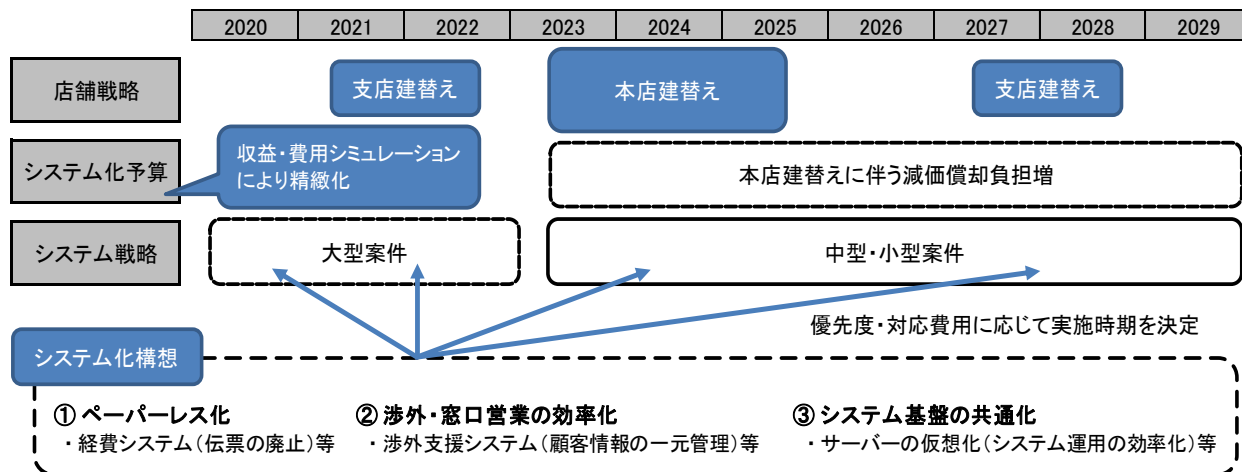 2020 2021 2022 2023 2024 2025 2026 2027 2028 2029
店舗戦略
支店建替え
本店建替え
支店建替え
システム化予算
収益・費用シミュレーション
により精緻化
本店建替えに伴う減価償却負担増
システム戦略
大型案件
中型・小型案件
優先度・対応費用に応じて実施時期を決定
システム化構想
① ペーパーレス化
・経費システム(伝票の廃止)等
② 渉外・窓口営業の効率化
・渉外支援システム(顧客情報の一元管理)等
③ システム基盤の共通化
・サーバーの仮想化(システム運用の効率化)等